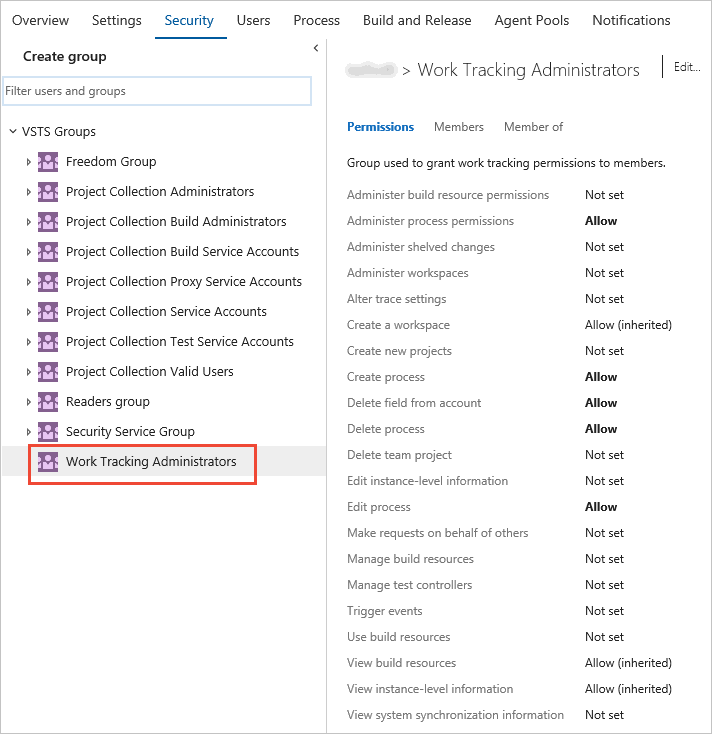 Overview Settings Security Users Process Build and Release Agent Pools Notifications
Create group
Filter users and groups
VSTS Groups
Freedom Group
Project Collection Administrators
Project Collection Build Administrators
Project Collection Build Service Accounts
Project Collection Proxy Service Accounts
Project Collection Service Accounts
Project Collection Test Service Accounts
Project Collection Valid Users
Readers group
Security Service Group
Work Tracking Administrators
> Work Tracking Administrators Edit...
Permissions Members Member of
Group used to grant work tracking permissions to members.
Administer build resource permissions Not set
Administer process permissions Allow
Administer shelved changes Not set
Administer workspaces Not set
Alter trace settings Not set
Create a workspace Allow (inherited)
Create new projects Not set
Create process Allow
Delete field from account Allow
Delete process Allow
Delete team project Not set
Edit instance-level information Not set
Edit process Allow
Make requests on behalf of others Not set
Manage build resources Not set
Manage test controllers Not set
Trigger events Not set
Use build resources Not set
View build resources Allow (inherited)
View instance-level information Allow (inherited)
View system synchronization information Not set